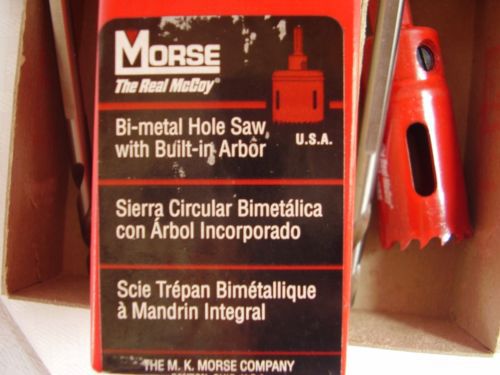 MORSE
The Real McCoy®
Bi-metal Hole Saw
with Built-in Arbor
U.S.A.
Sierra Circular Bimetálica
con Árbol Incorporado
Scie Trépan Bimétallique
à Mandrin Integral
THE M. K. MORSE COMPANY